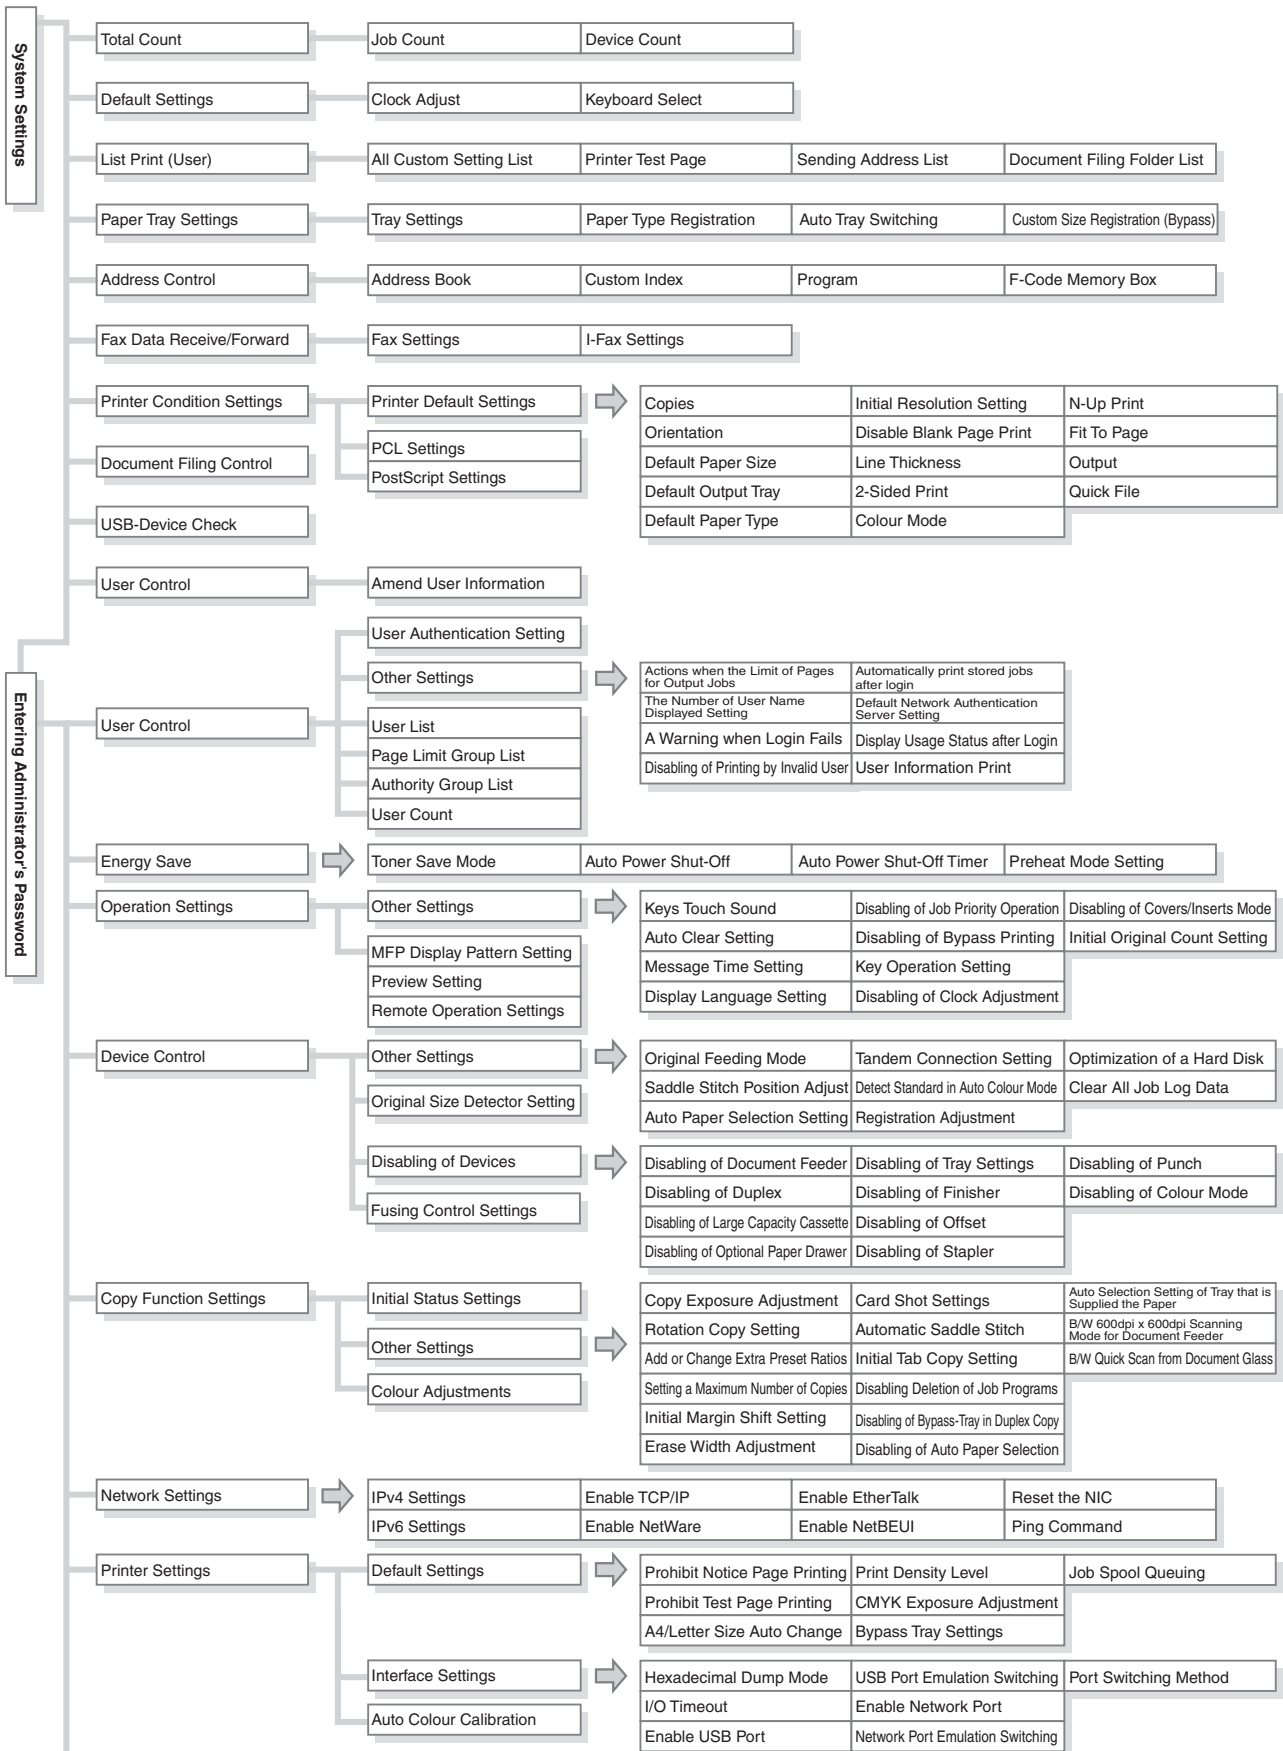 System Settings
Total Count
Job Count
Device Count
Default Settings
Clock Adjust
Keyboard Select
List Print (User)
All Custom Setting List
Printer Test Page
Sending Address List
Document Filing Folder List
Paper Tray Settings
Tray Settings
Paper Type Registration
Auto Tray Switching
Custom Size Registration (Bypass)
Address Control
Address Book
Custom Index
Program
F-Code Memory Box
Fax Data Receive/Forward
Fax Settings
I-Fax Settings
Printer Condition Settings
Printer Default Settings
Copies
Initial Resolution Setting
N-Up Print
Orientation
Disable Blank Page Print
Fit To Page
Default Paper Size
Line Thickness
Output
Default Output Tray
2-Sided Print
Quick File
Default Paper Type
Colour Mode
PCL Settings
PostScript Settings
Document Filing Control
USB-Device Check
User Control
Amend User Information
Entering Administrator's Password
User Control
User Authentication Setting
Other Settings
Actions when the Limit of Pages
for Output Jobs
Automatically print stored jobs
after login
The Number of User Name
Displayed Setting
Default Network Authentication
Server Setting
A Warning when Login Fails
Display Usage Status after Login
Disabling of Printing by Invalid User
User Information Print
User List
Page Limit Group List
Authority Group List
User Count
Energy Save
Toner Save Mode
Auto Power Shut-Off
Auto Power Shut-Off Timer
Preheat Mode Setting
Operation Settings
Other Settings
Keys Touch Sound
Disabling of Job Priority Operation
Disabling of Covers/Inserts Mode
Auto Clear Setting
Disabling of Bypass Printing
Initial Original Count Setting
Message Time Setting
Key Operation Setting
Display Language Setting
Disabling of Clock Adjustment
MFP Display Pattern Setting
Preview Setting
Remote Operation Settings
Device Control
Other Settings
Original Feeding Mode
Tandem Connection Setting
Optimization of a Hard Disk
Saddle Stitch Position Adjust
Detect Standard in Auto Colour Mode
Clear All Job Log Data
Auto Paper Selection Setting
Registration Adjustment
Original Size Detector Setting
Disabling of Devices
Disabling of Document Feeder
Disabling of Tray Settings
Disabling of Punch
Disabling of Duplex
Disabling of Finisher
Disabling of Colour Mode
Disabling of Large Capacity Cassette
Disabling of Offset
Disabling of Optional Paper Drawer
Disabling of Stapler
Fusing Control Settings
Copy Function Settings
Initial Status Settings
Other Settings
Colour Adjustments
Copy Exposure Adjustment
Card Shot Settings
Auto Selection Setting of Tray that is
Supplied the Paper
Rotation Copy Setting
Automatic Saddle Stitch
B/W 600dpi x 600dpi Scanning
Mode for Document Feeder
Add or Change Extra Preset Ratios
Initial Tab Copy Setting
B/W Quick Scan from Document Glass
Setting a Maximum Number of Copies
Disabling Deletion of Job Programs
Initial Margin Shift Setting
Disabling of Bypass-Tray in Duplex Copy
Erase Width Adjustment
Disabling of Auto Paper Selection
Network Settings
IPv4 Settings
Enable TCP/IP
Enable EtherTalk
Reset the NIC
IPv6 Settings
Enable NetWare
Enable NetBEUI
Ping Command
Printer Settings
Default Settings
Prohibit Notice Page Printing
Print Density Level
Job Spool Queuing
Prohibit Test Page Printing
CMYK Exposure Adjustment
A4/Letter Size Auto Change
Bypass Tray Settings
Interface Settings
Hexadecimal Dump Mode
USB Port Emulation Switching
Port Switching Method
I/O Timeout
Enable Network Port
Enable USB Port
Network Port Emulation Switching
Auto Colour Calibration